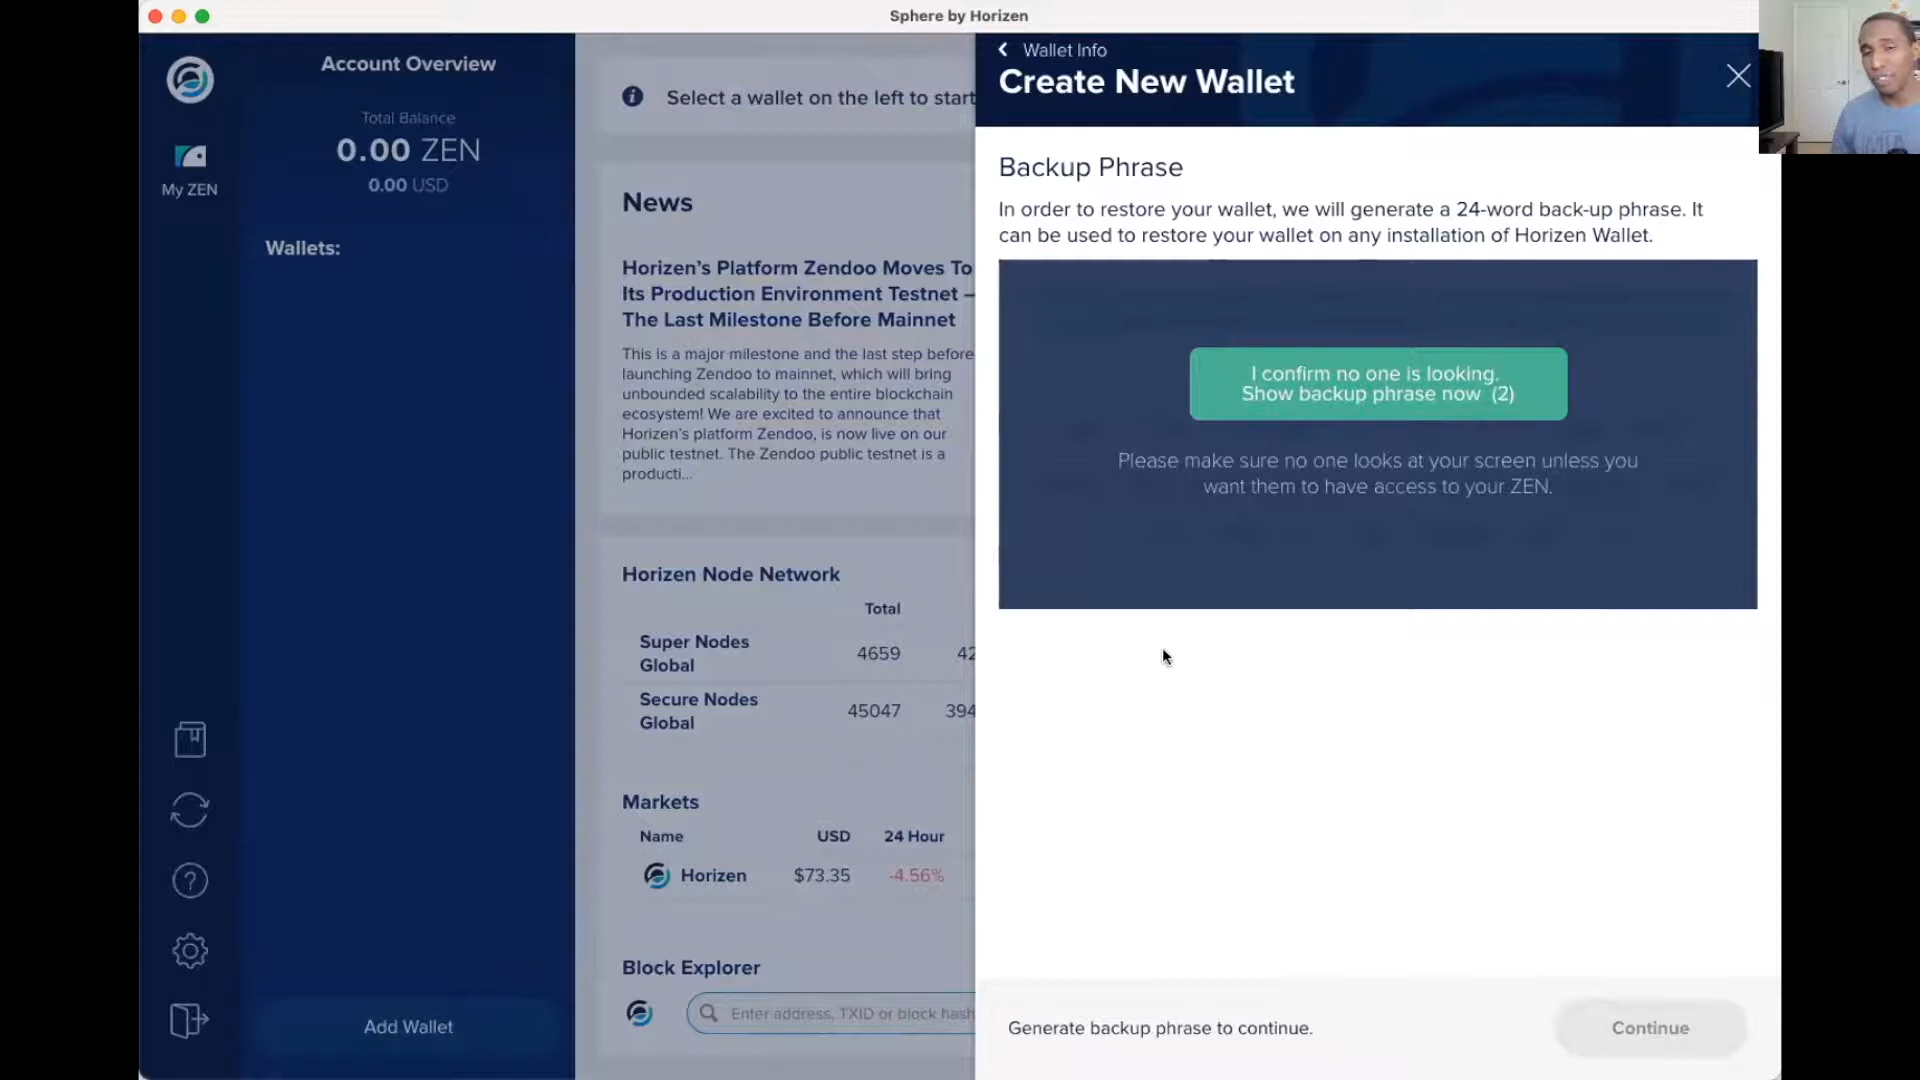 Sphere by Horizen
Account Overview
Total Balance
0.00 ZEN
0.00 USD
My ZEN
Wallets:
Add Wallet
Select a wallet on the left to start
News
Horizen's Platform Zendoo Moves To
Its Production Environment Testnet –
The Last Milestone Before Mainnet
This is a major milestone and the last step before
launching Zendoo to mainnet, which will bring
unbounded scalability to the entire blockchain
ecosystem! We are excited to announce that
Horizen's platform Zendoo, is now live on our
public testnet. The Zendoo public testnet is a
producti...
Horizen Node Network
Total
Super Nodes
Global
4659 42
Secure Nodes
Global
45047 394
Markets
Name USD 24 Hour
Horizen $73.35 -4.56%
Block Explorer
Enter address, TXID or block hash
Wallet Info
Create New Wallet
Backup Phrase
In order to restore your wallet, we will generate a 24-word back-up phrase. It
can be used to restore your wallet on any installation of Horizen Wallet.
I confirm no one is looking.
Show backup phrase now (2)
Please make sure no one looks at your screen unless you
want them to have access to your ZEN.
Generate backup phrase to continue.
Continue